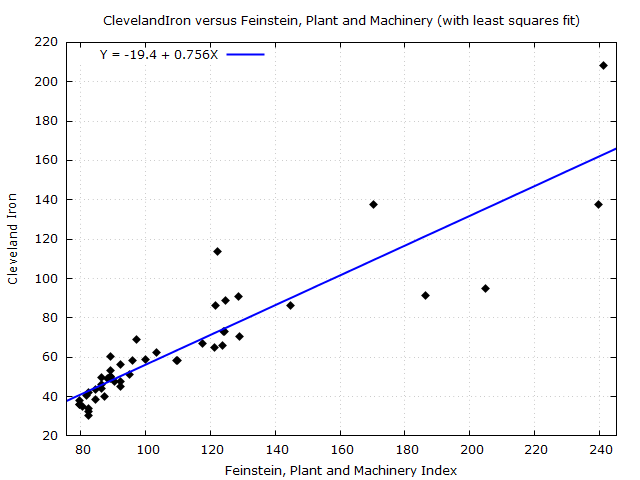 ClevelandIron versus Feinstein, Plant and Machinery (with least squares fit)
220
Y = -19.4 + 0.756X
200
180
160
140
120
100
80
60
40
20
80 100 120 140 160 180 200 220 240
Cleveland Iron
Feinstein, Plant and Machinery Index